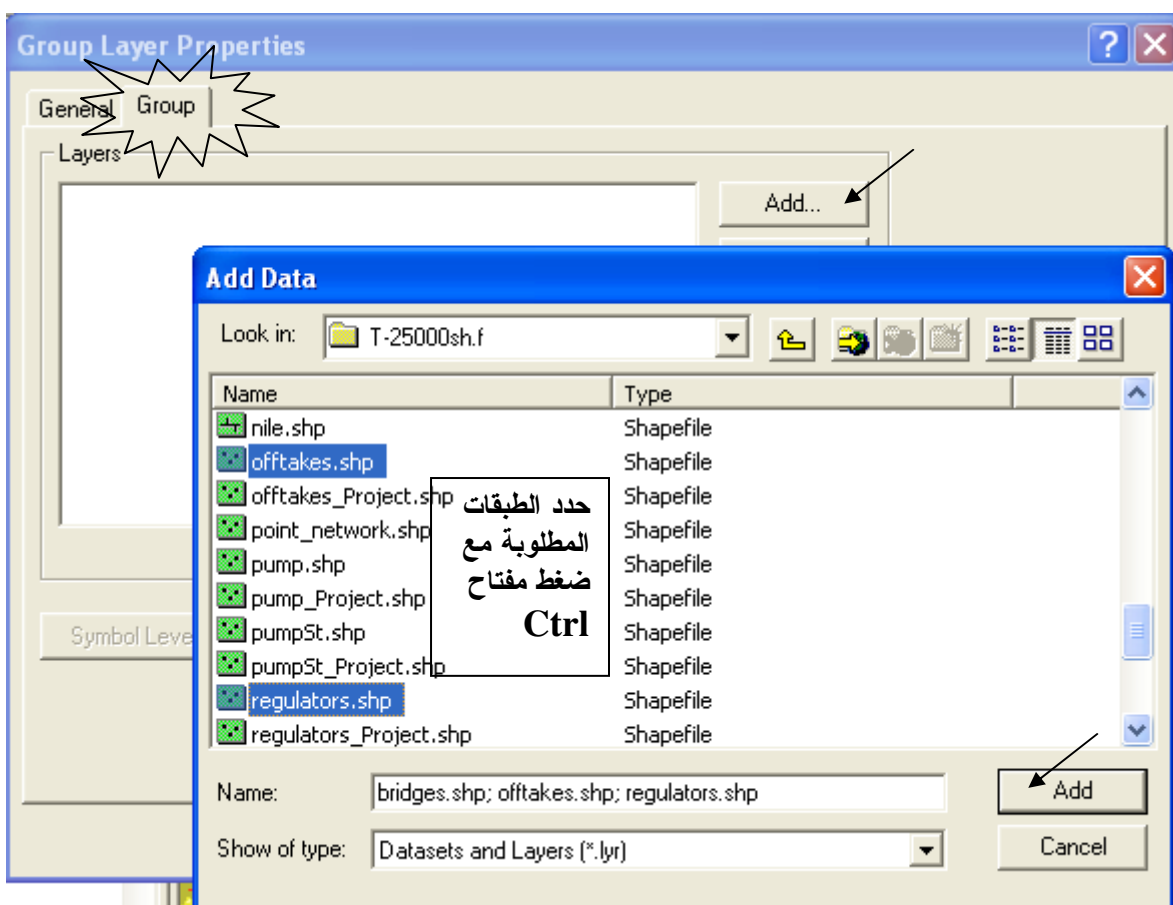 Group Layer Properties
General Group
Layers
Add...
Add Data
Look in: T-25000sh.f
Name Type
nile.shp Shapefile
offtakes.shp Shapefile
offtakes_Project.shp Shapefile
point_network.shp Shapefile
pump.shp Shapefile
pump_Project.shp Shapefile
pumpSt.shp Shapefile
pumpSt_Project.shp Shapefile
regulators.shp Shapefile
regulators_Project.shp Shapefile
حدد الطبقات
المطلوبة مع
ضغط مفتاح
Ctrl
Symbol Leve
Name: bridges.shp; offtakes.shp; regulators.shp
Add
Show of type: Datasets and Layers (*.lyr)
Cancel